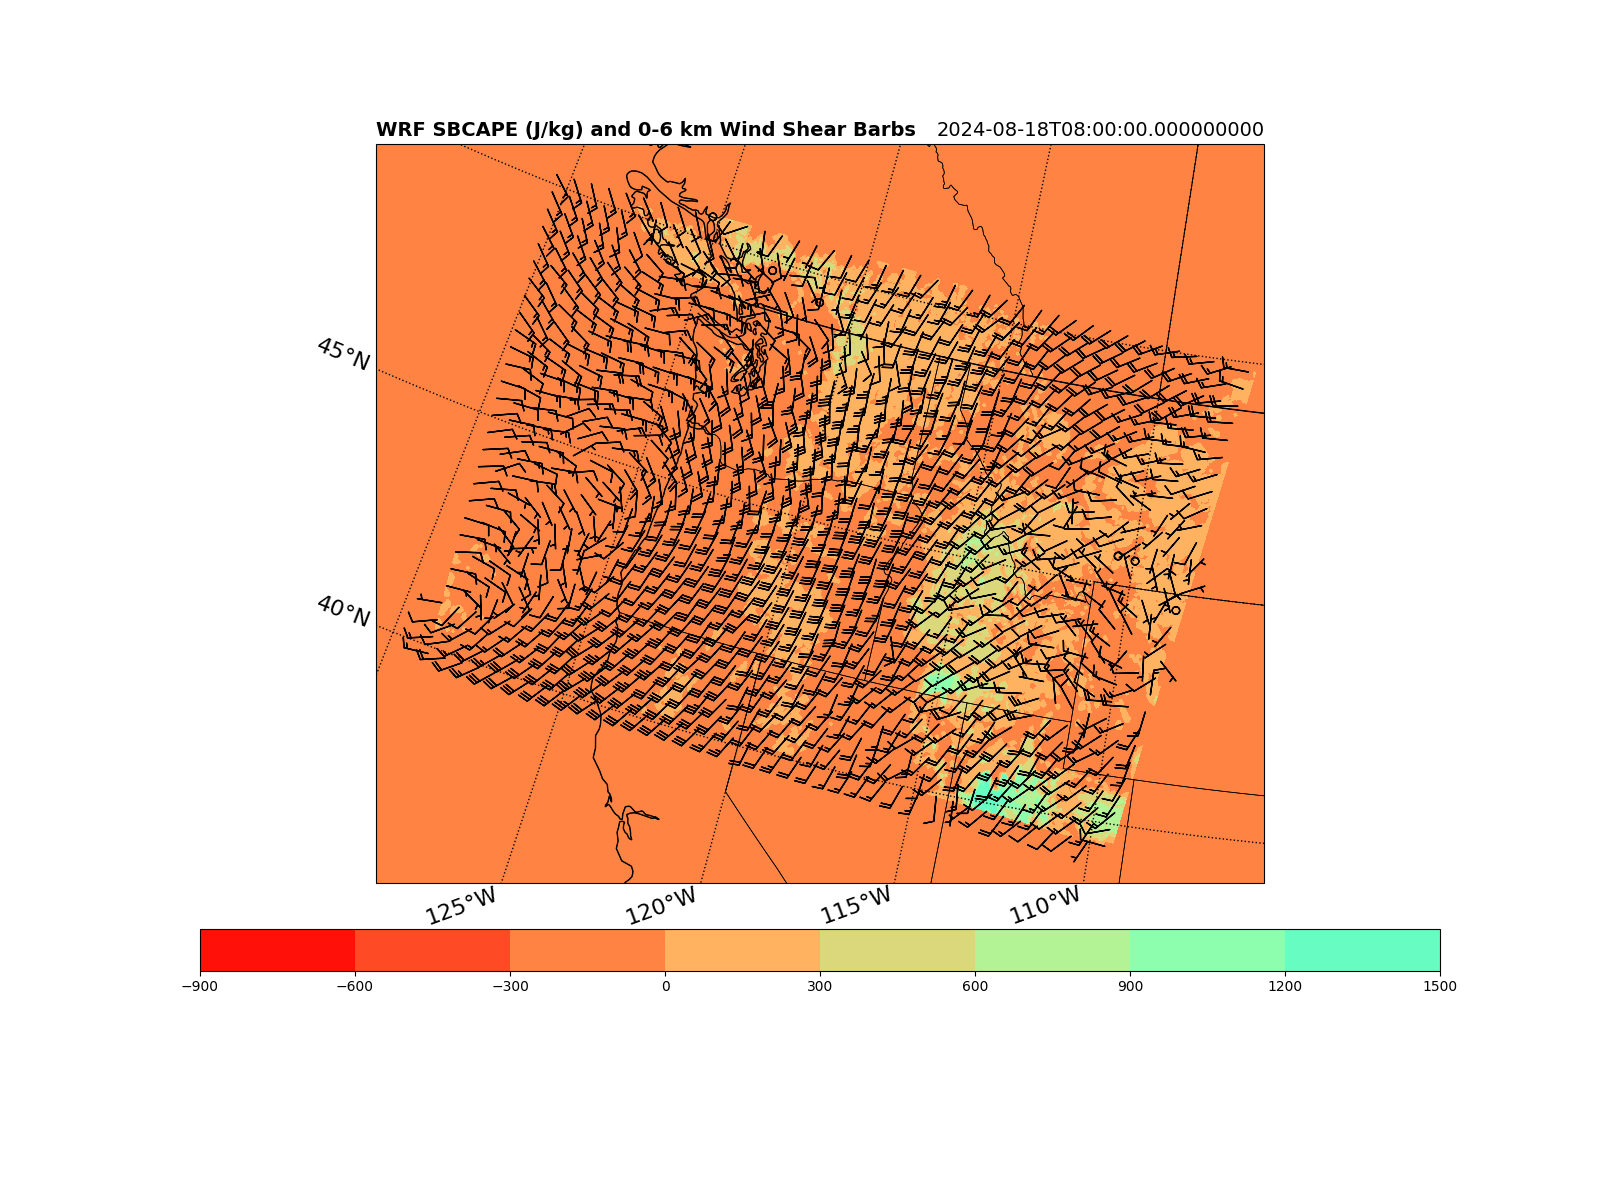 WRF SBCAPE (J/kg) and 0-6 km Wind Shear Barbs 2024-08-18T08:00:00.000000000
45°N
40°N
125°W 120°W 115°W 110°W
−900 −600 −300 0 300 600 900 1200 1500